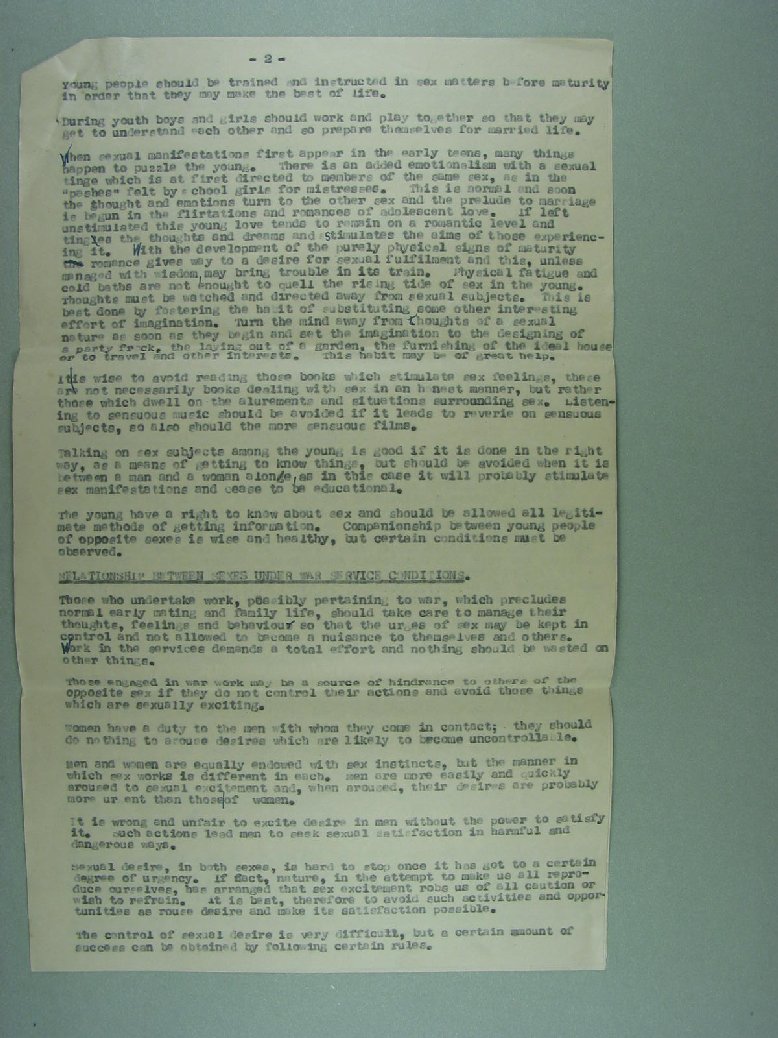 - 2 -
Young people should be trained and instructed in sex matters before maturity
in order that they may make the best of life.
During youth boys and girls should work and play together so that they may
get to understand each other and so prepare themselves for married life.
When sexual manifestations first appear in the early teens, many things
happen to puzzle the young. There is an added emotionalism with a sexual
tinge which is at first directed to members of the same sex, as in the
"pashes" felt by school girls for mistresses. This is normal and soon
the thought and emotions turn to the other sex and the prelude to marriage
is begun in the flirtations and romances of adolescent love. If left
unstimulated this young love tends to remain on a romantic level and
tinges the thoughts and dreams and stimulates the aims of those experienc-
ing it. With the development of the purely physical signs of maturity
romance gives way to a desire for sexual fulfilment and this, unless
managed with wisdom, may bring trouble in its train. Physical fatigue and
cold baths are not enought to quell the rising tide of sex in the young.
Thoughts must be watched and directed away from sexual subjects. This is
best done by fostering the habit of substituting some other interesting
effort of imagination. Turn the mind away from thoughts of a sexual
nature as soon as they begin and set the imagination to the designing of
a party frock, the laying out of a garden, the furnishing of the ideal house
or to travel and other interests. This habit may be of great help.
It is wise to avoid reading those books which stimulate sex feelings, these
are not necessarily books dealing with sex in an honest manner, but rather
those which dwell on the alurements and situations surrounding sex. Listen-
ing to sensuous music should be avoided if it leads to reverie on sensuous
subjects, so also should the more sensuous films.
Talking on sex subjects among the young is good if it is done in the right
way, as a means of getting to know things, but should be avoided when it is
between a man and a woman alone, as in this case it will probably stimulate
sex manifestations and cease to be educational.
The young have a right to know about sex and should be allowed all legiti-
mate methods of getting information. Companionship between young people
of opposite sexes is wise and healthy, but certain conditions must be
observed.
RELATIONSHIP BETWEEN SEXES UNDER WAR SERVICE CONDITIONS.
Those who undertake work, possibly pertaining to war, which precludes
normal early mating and family life, should take care to manage their
thoughts, feelings and behaviour so that the urges of sex may be kept in
control and not allowed to become a nuisance to themselves and others.
Work in the services demands a total effort and nothing should be wasted on
other things.
Those engaged in war work may be a source of hindrance to others of the
opposite sex if they do not control their actions and avoid those things
which are sexually exciting.
Women have a duty to the men with whom they come in contact; they should
do nothing to arouse desires which are likely to become uncontrollable.
Men and women are equally endowed with sex instincts, but the manner in
which sex works is different in each. Men are more easily and quickly
aroused to sexual excitement and, when aroused, their desires are probably
more urgent than those of women.
It is wrong and unfair to excite desire in men without the power to satisfy
it. Such actions lead men to seek sexual satisfaction in harmful and
dangerous ways.
Sexual desire, in both sexes, is hard to stop once it has got to a certain
degree of urgency. If fact, nature, in the attempt to make us all repro-
duce ourselves, has arranged that sex excitement robs us of all caution or
wish to refrain. It is best, therefore to avoid such activities and oppor-
tunities as rouse desire and make its satisfaction possible.
The control of sexual desire is very difficult, but a certain amount of
success can be obtained by following certain rules.